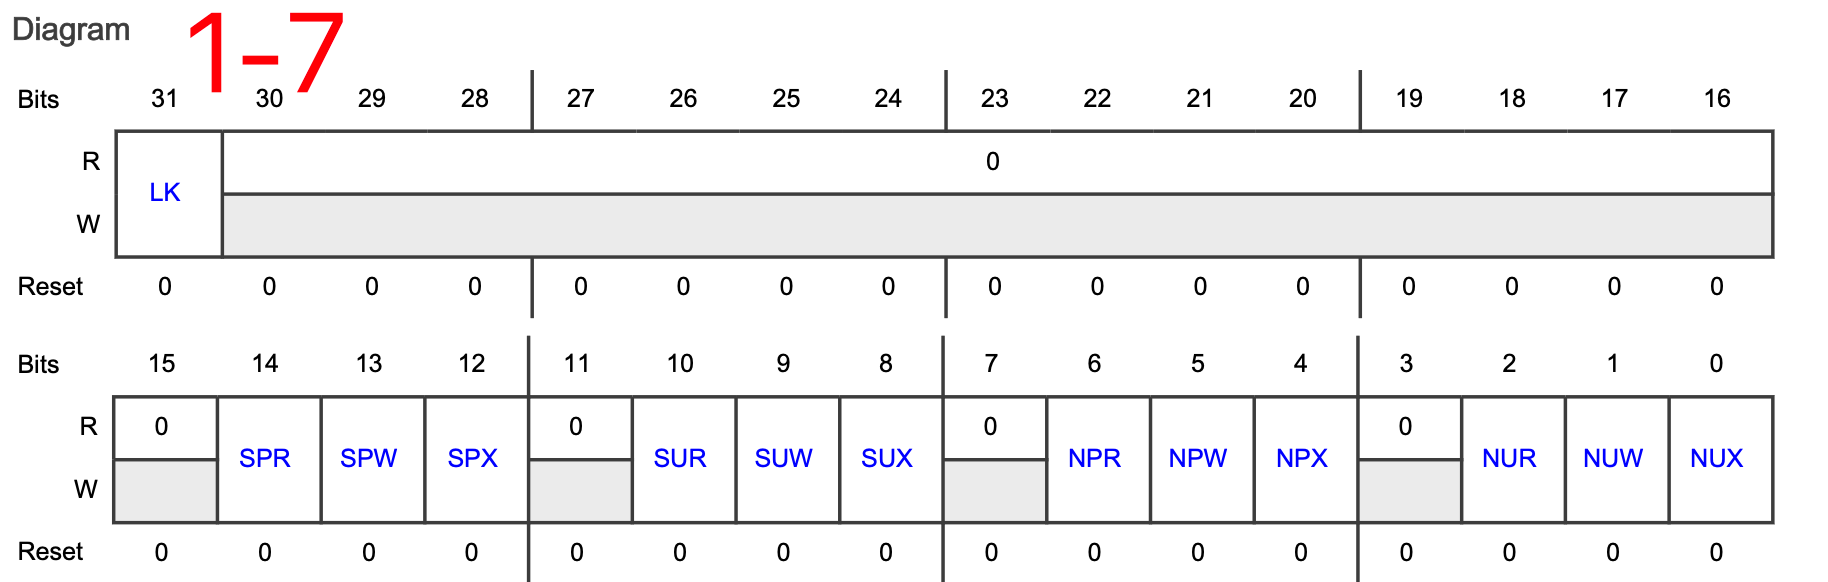 Diagram 1-7
Bits 31 30 29 28 27 26 25 24 23 22 21 20 19 18 17 16
R 0
LK
W
Reset 0 0 0 0 0 0 0 0 0 0 0 0 0 0 0 0
Bits 15 14 13 12 11 10 9 8 7 6 5 4 3 2 1 0
R 0 0 0 0
SPR SPW SPX SUR SUW SUX NPR NPW NPX NUR NUW NUX
W
Reset 0 0 0 0 0 0 0 0 0 0 0 0 0 0 0 0